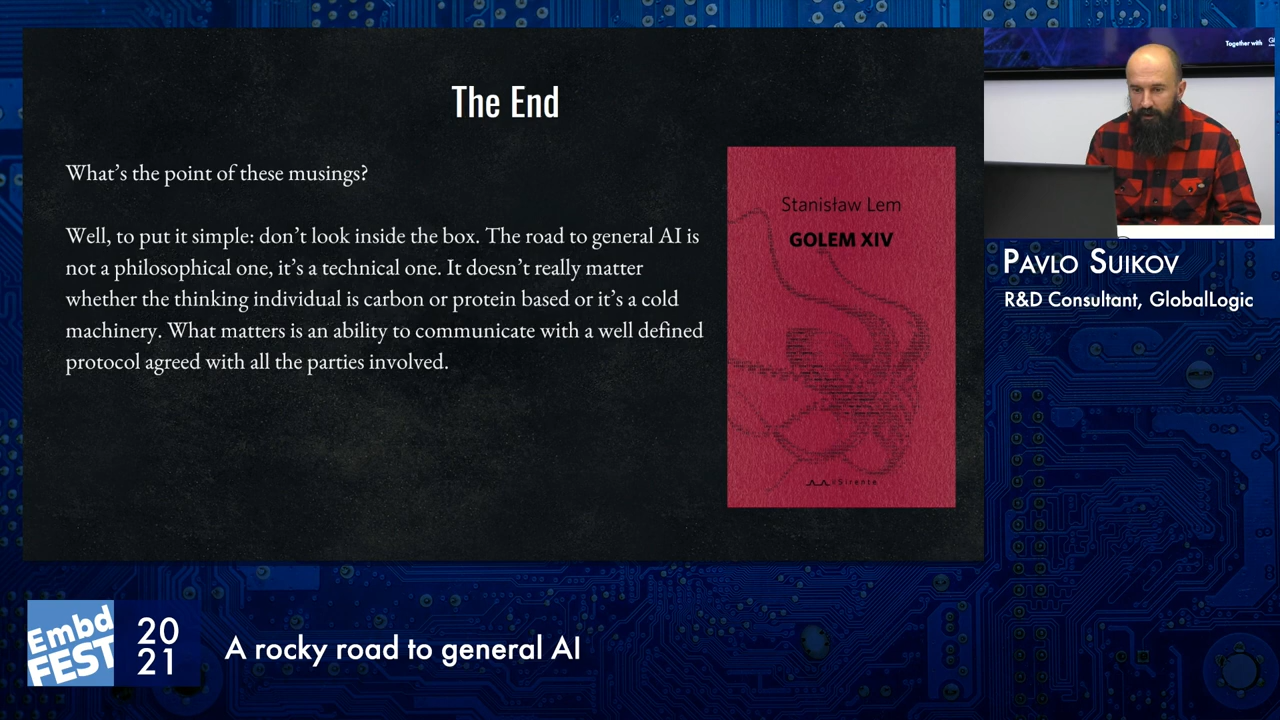 The End
What's the point of these musings?
Well, to put it simple: don't look inside the box. The road to general AI is
not a philosophical one, it's a technical one. It doesn't really matter
whether the thinking individual is carbon or protein based or it's a cold
machinery. What matters is an ability to communicate with a well defined
protocol agreed with all the parties involved.
Stanisław Lem
GOLEM XIV
Together with
PAVLO SUIKOV
R&D Consultant, GlobalLogic
Embd
FEST
20
21
A rocky road to general AI